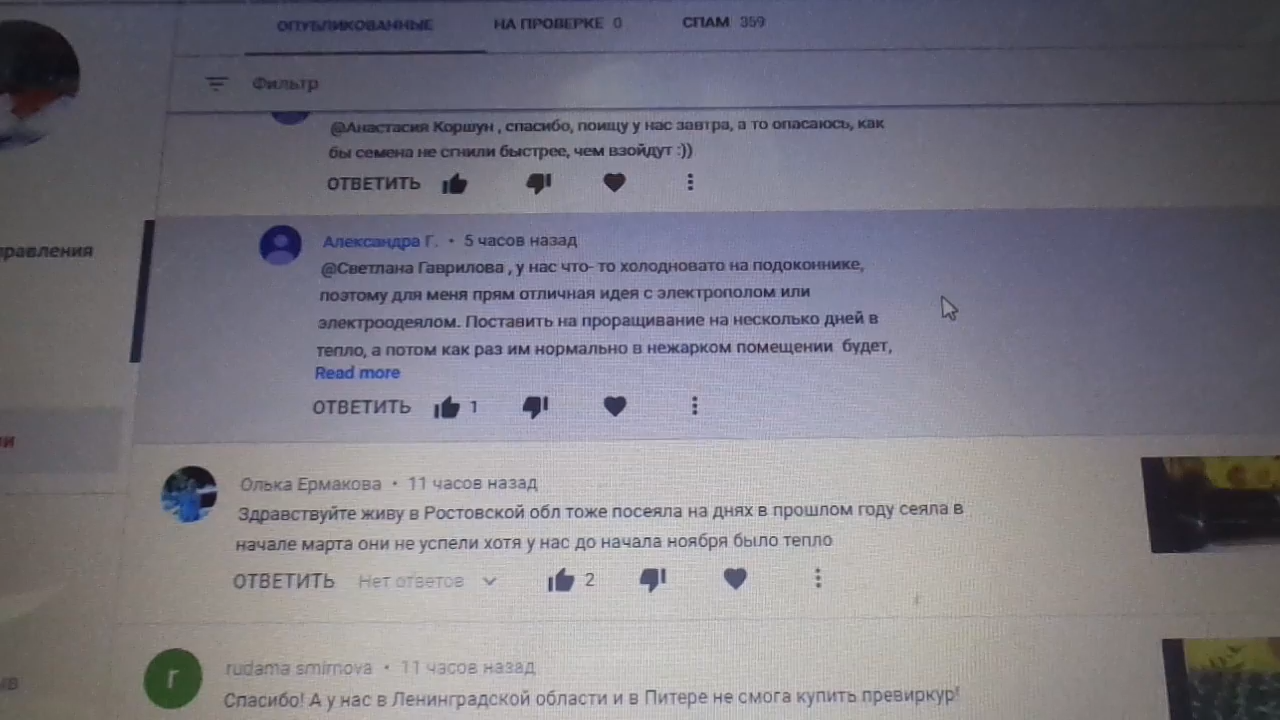 ОПУБЛИКОВАННЫЕ НА ПРОВЕРКЕ 0 СПАМ 359
Фильтр
@Анастасия Коршун , спасибо, поищу у нас завтра, а то опасаюсь, как
бы семена не сгнили быстрее, чем взойдут :))
ОТВЕТИТЬ
равления
Александра Г. • 5 часов назад
@Светлана Гаврилова , у нас что- то холодновато на подоконнике,
поэтому для меня прям отличная идея с электрополом или
электроодеялом. Поставить на проращивание на несколько дней в
тепло, а потом как раз им нормально в нежарком помещении будет,
Read more
ОТВЕТИТЬ 1
и
Олька Ермакова • 11 часов назад
Здравствуйте живу в Ростовской обл тоже посеяла на днях в прошлом году сеяла в
начале марта они не успели хотя у нас до начала ноября было тепло
ОТВЕТИТЬ Нет ответов 2
r
rudama smirnova • 11 часов назад
Спасибо! А у нас в Ленинградской области и в Питере не смога купить превиркур!